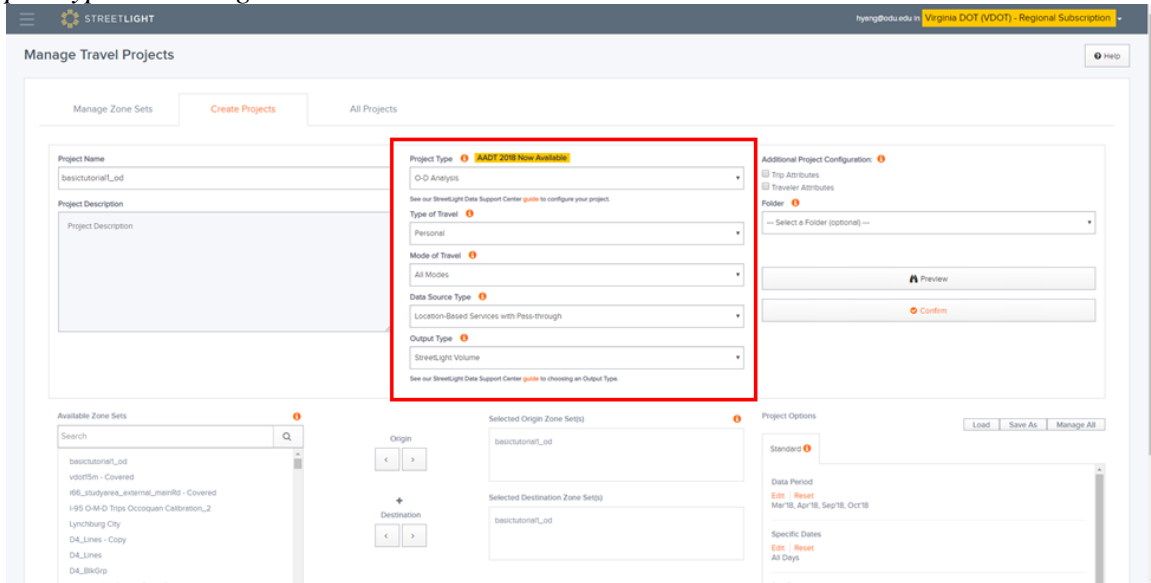 STREETLIGHT
hyang@odu.edu in Virginia DOT (VDOT) - Regional Subscription
Manage Travel Projects
Help
Manage Zone Sets
Create Projects
All Projects
Project Name
basictutorial1_od
Project Description
Project Description
Project Type AADT 2018 Now Available
O-D Analysis
See our StreetLight Data Support Center guide to configure your project.
Type of Travel
Personal
Mode of Travel
All Modes
Data Source Type
Location-Based Services with Pass-through
Output Type
StreetLight Volume
See our StreetLight Data Support Center guide to choosing an Output Type.
Additional Project Configuration:
Trip Attributes
Traveler Attributes
Folder
--- Select a Folder (optional) ---
Preview
Confirm
Available Zone Sets
Search
basictutorial1_od
vdot15m - Covered
I66_studyarea_external_mainRd - Covered
I-95 O-M-D Trips Occoquan Calibration,_2
Lynchburg City
D4_Lines - Copy
D4_Lines
D4_BlkGrp
Origin
< >
+
Destination
< >
Selected Origin Zone Set(s)
basictutorial1_od
Selected Destination Zone Set(s)
basictutorial1_od
Project Options
Load Save As Manage All
Standard
Data Period
Edit | Reset
Mar'18, Apr'18, Sep'18, Oct'18
Specific Dates
Edit | Reset
All Days